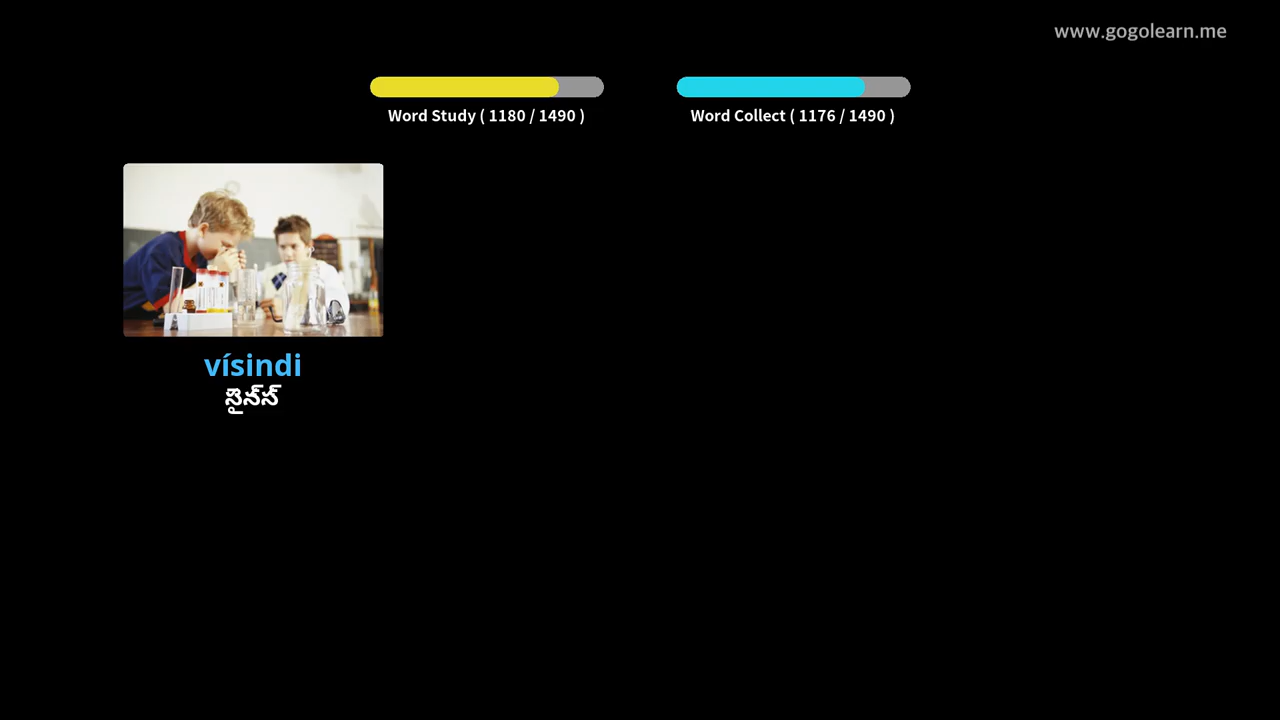 www.gogolearn.me
Word Study ( 1180 / 1490 )
Word Collect ( 1176 / 1490 )
vísindi
సైన్స్